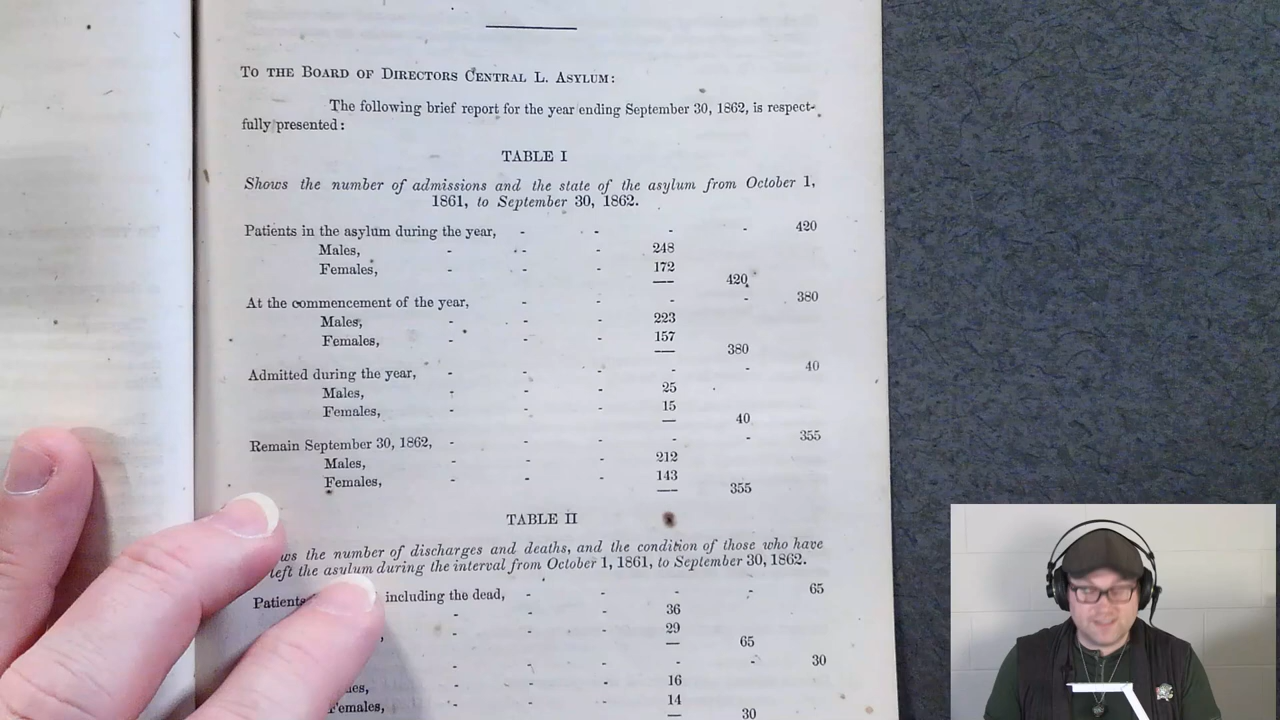 TO THE BOARD OF DIRECTORS CENTRAL L. ASYLUM:
The following brief report for the year ending September 30, 1862, is respect-
fully presented:
TABLE I
Shows the number of admissions and the state of the asylum from October 1,
1861, to September 30, 1862.
Patients in the asylum during the year, - - - - 420
Males, - - - 248
Females, - - - 172
420
At the commencement of the year, - - - - 380
Males, - - - 223
Females, - - - 157
380
Admitted during the year, - - - - - 40
Males, - - - 25
Females, - - - 15
40
Remain September 30, 1862, - - - - - 355
Males, - - - 212
Females, - - - 143
355
TABLE II
the number of discharges and deaths, and the condition of those who have
left the asylum during the interval from October 1, 1861, to September 30, 1862.
Patients including the dead, - - - - 65
- - - 36
- - - 29
65
- - - - - 30
- - - 16
Females, - - - 14
30